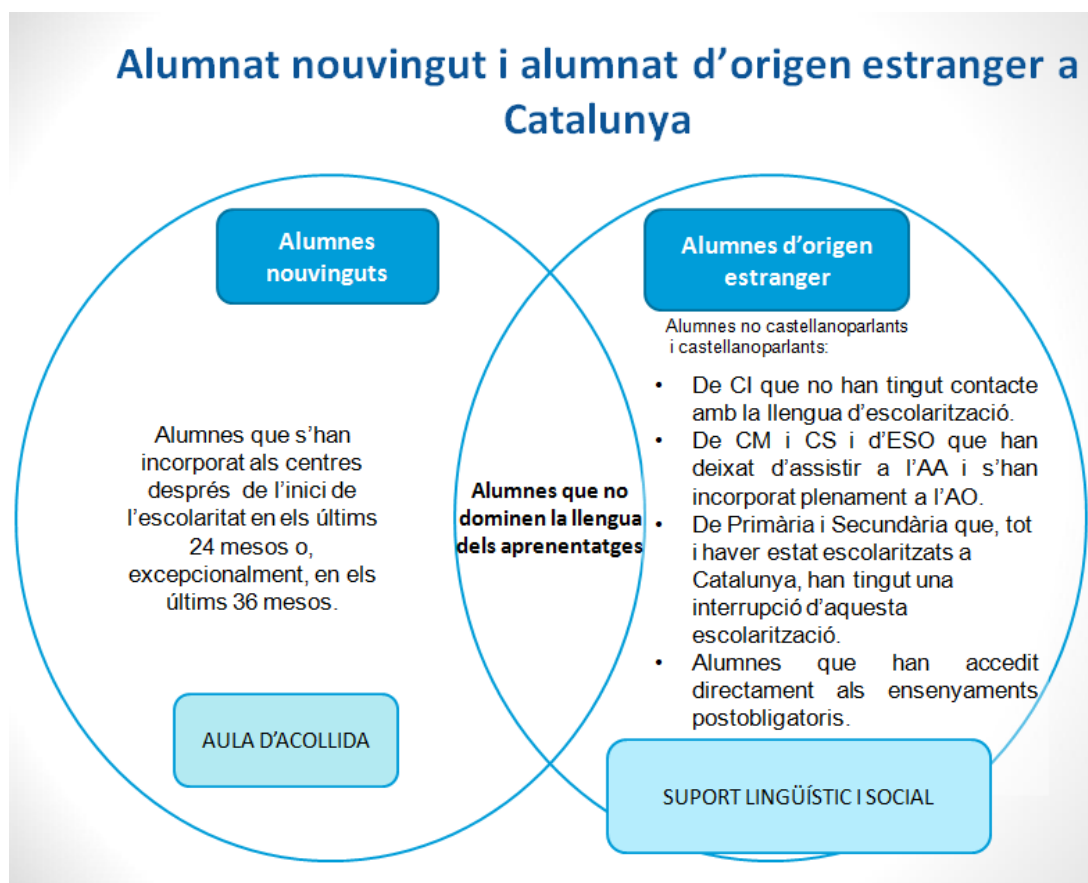 Alumnat nouvingut i alumnat d’origen estranger a
Catalunya
Alumnes
nouvinguts
Alumnes que s’han
incorporat als centres
després de l’inici de
l’escolaritat en els últims
24 mesos o,
excepcionalment, en els
últims 36 mesos.
AULA D’ACOLLIDA
Alumnes que no
dominen la llengua
dels aprenentatges
Alumnes d’origen
estranger
Alumnes no castellanoparlants
i castellanoparlants:
• De CI que no han tingut contacte
amb la llengua d’escolarització.
• De CM i CS i d’ESO que han
deixat d’assistir a l’AA i s’han
incorporat plenament a l’AO.
• De Primària i Secundària que, tot
i haver estat escolaritzats a
Catalunya, han tingut una
interrupció d’aquesta
escolarització.
• Alumnes que han accedit
directament als ensenyaments
postobligatoris.
SUPORT LINGÜÍSTIC I SOCIAL